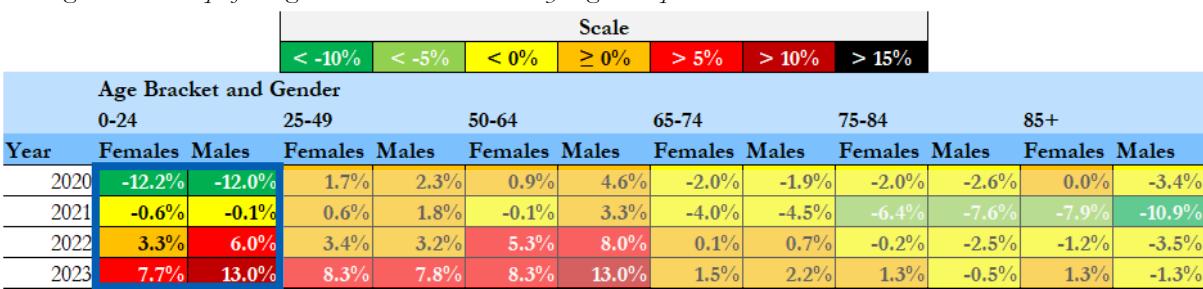 Scale
< -10% < -5% < 0% ≥ 0% > 5% > 10% > 15%
Age Bracket and Gender
0-24 25-49 50-64 65-74 75-84 85+
Year Females Males Females Males Females Males Females Males Females Males Females Males
2020 -12.2% -12.0% 1.7% 2.3% 0.9% 4.6% -2.0% -1.9% -2.0% -2.6% 0.0% -3.4%
2021 -0.6% -0.1% 0.6% 1.8% -0.1% 3.3% -4.0% -4.5% -6.4% -7.6% -7.9% -10.9%
2022 3.3% 6.0% 3.4% 3.2% 5.3% 8.0% 0.1% 0.7% -0.2% -2.5% -1.2% -3.5%
2023 7.7% 13.0% 8.3% 7.8% 8.3% 13.0% 1.5% 2.2% 1.3% -0.5% 1.3% -1.3%